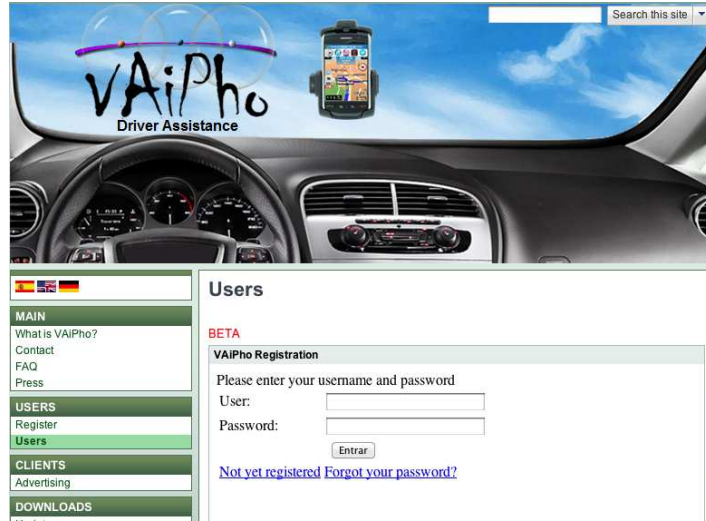 Search this site
VAiPho
Driver Assistance
Users
MAIN
What is VAiPho?
Contact
FAQ
Press
USERS
Register
Users
CLIENTS
Advertising
DOWNLOADS
BETA
VAiPho Registration
Please enter your username and password
User:
Password:
Entrar
Not yet registered Forgot your password?